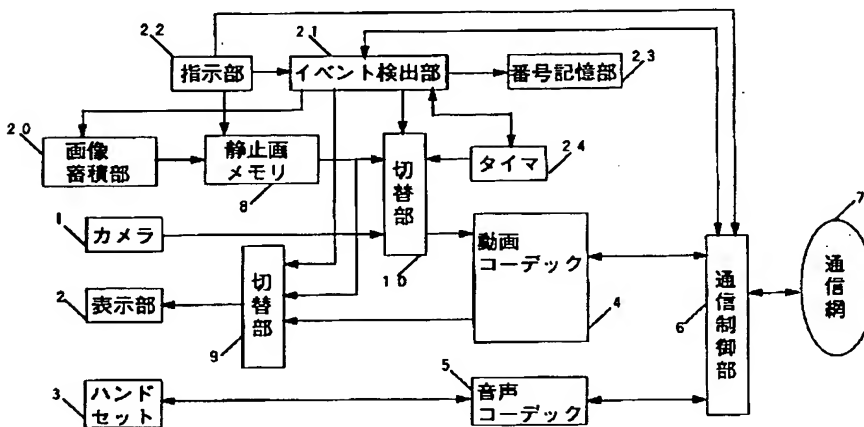 22
21
指示部
イベント検出部
番号記憶部
23
20
画像
蓄積部
静止画
メモリ
8
切替部
タイマ
24
1
カメラ
10
動画
コーデック
4
7
通信網
2
表示部
切替部
9
6
通信制御部
3
ハンド
セット
5
音声
コーデック